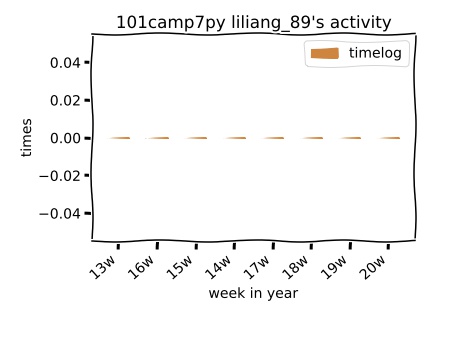 101camp7py liliang_89's activity
timelog
times
0.04
0.02
0.00
−0.02
−0.04
13w 16w 15w 14w 17w 18w 19w 20w
week in year